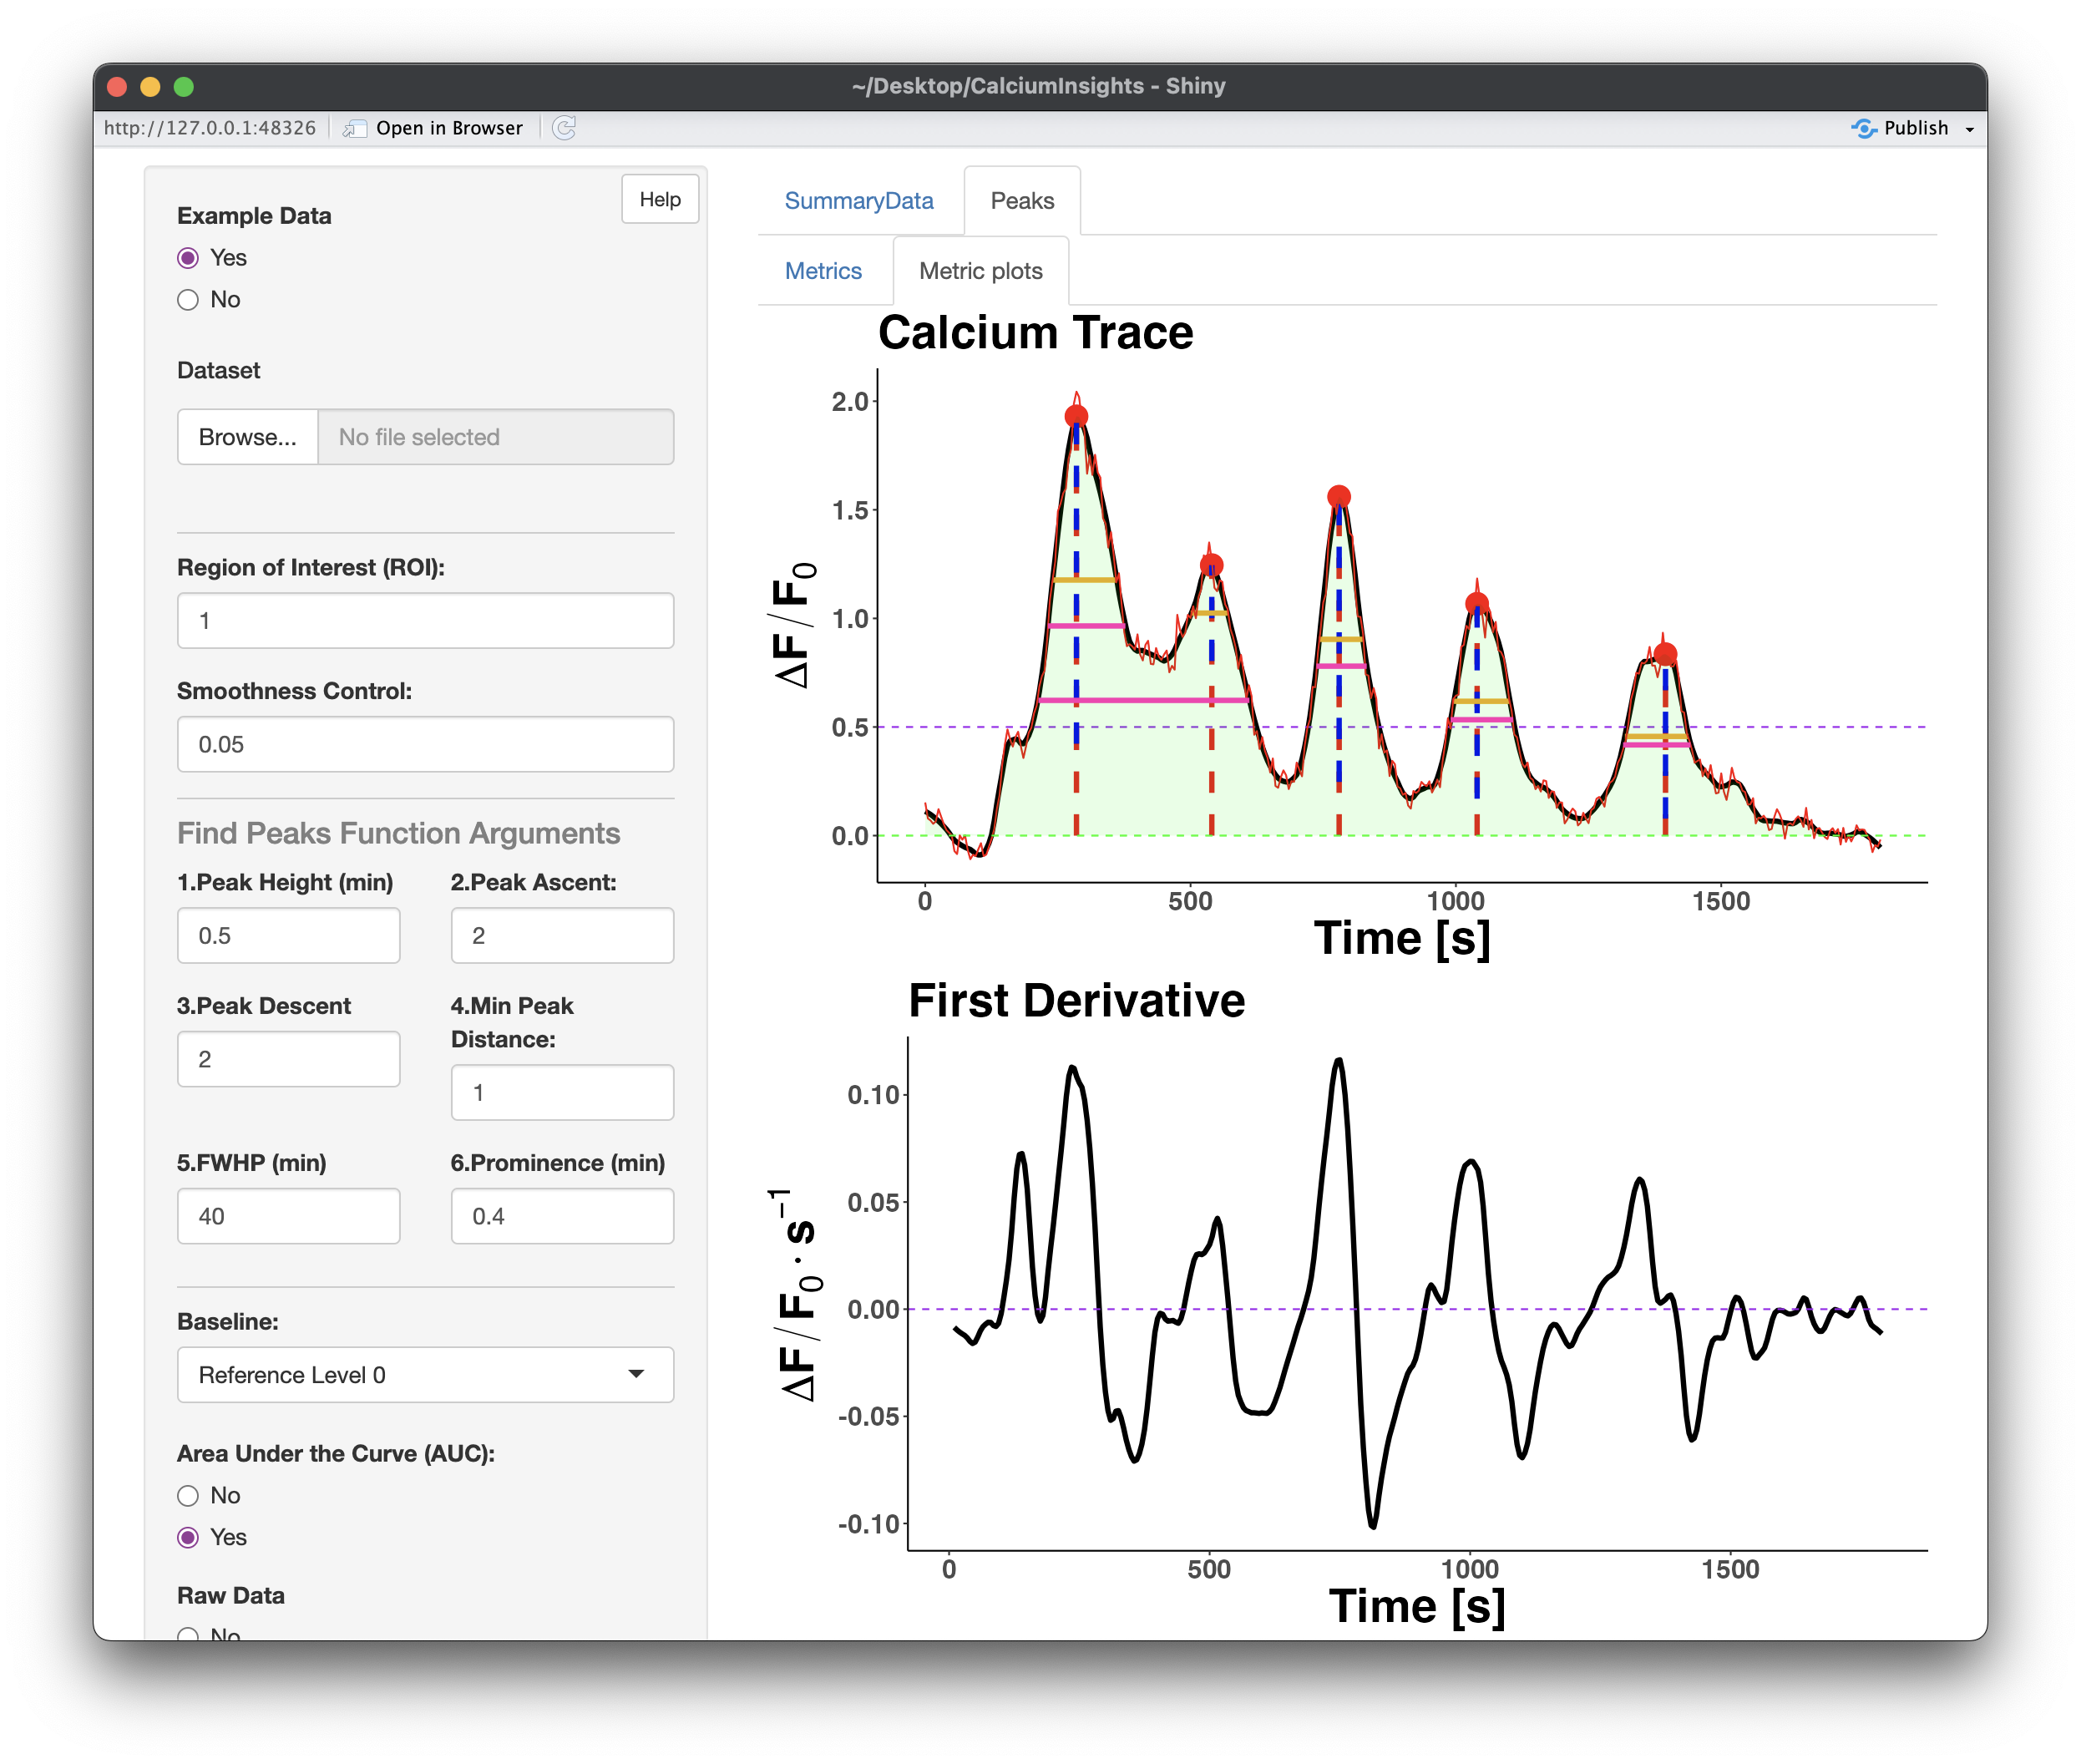 ~/Desktop/CalciumInsights - Shiny
http://127.0.0.1:48326 Open in Browser Publish
Help
Example Data
Yes
No
Dataset
Browse... No file selected
Region of Interest (ROI):
1
Smoothness Control:
0.05
Find Peaks Function Arguments
1.Peak Height (min) 2.Peak Ascent:
0.5 2
3.Peak Descent 4.Min Peak
Distance:
2
1
5.FWHP (min) 6.Prominence (min)
40 0.4
Baseline:
Reference Level 0
Area Under the Curve (AUC):
No
Yes
Raw Data
No
SummaryData Peaks
Metrics Metric plots
Calcium Trace
2.0
1.5
1.0
0.5
0.0
ΔF/F₀
0 500 1000 1500
Time [s]
First Derivative
0.10
0.05
0.00
-0.05
-0.10
ΔF/F₀·s⁻¹
0 500 1000 1500
Time [s]